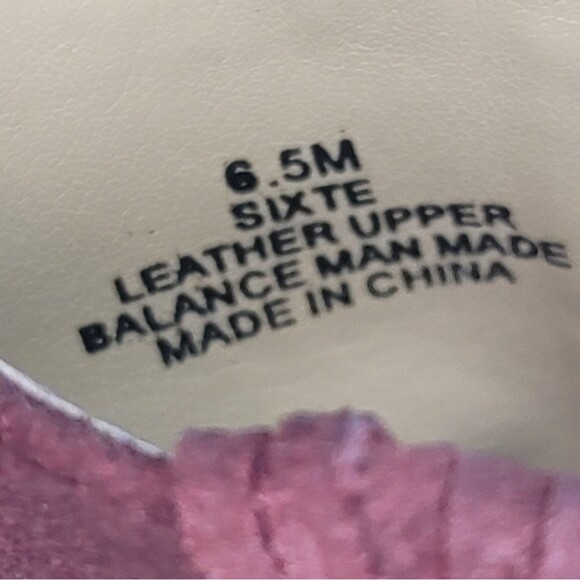 6.5M
SIXTE
LEATHER UPPER
BALANCE MAN MADE
MADE IN CHINA